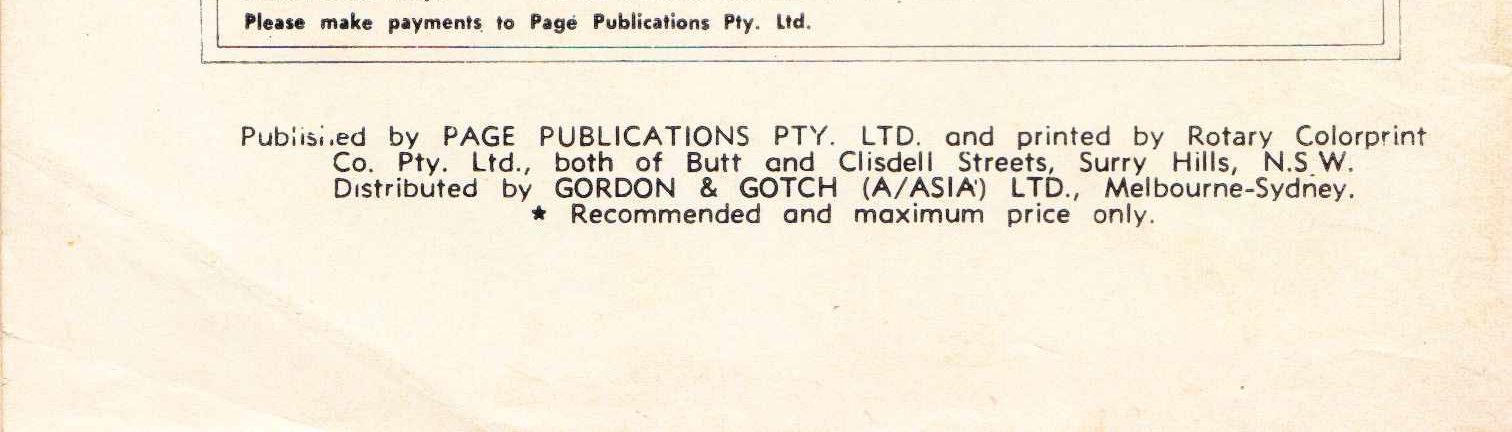 Please make payments to Page Publications Pty. Ltd.
Published by PAGE PUBLICATIONS PTY. LTD. and printed by Rotary Colorprint
Co. Pty. Ltd., both of Butt and Clisdell Streets, Surry Hills, N.S.W.
Distributed by GORDON & GOTCH (A/ASIA) LTD., Melbourne-Sydney.
★ Recommended and maximum price only.